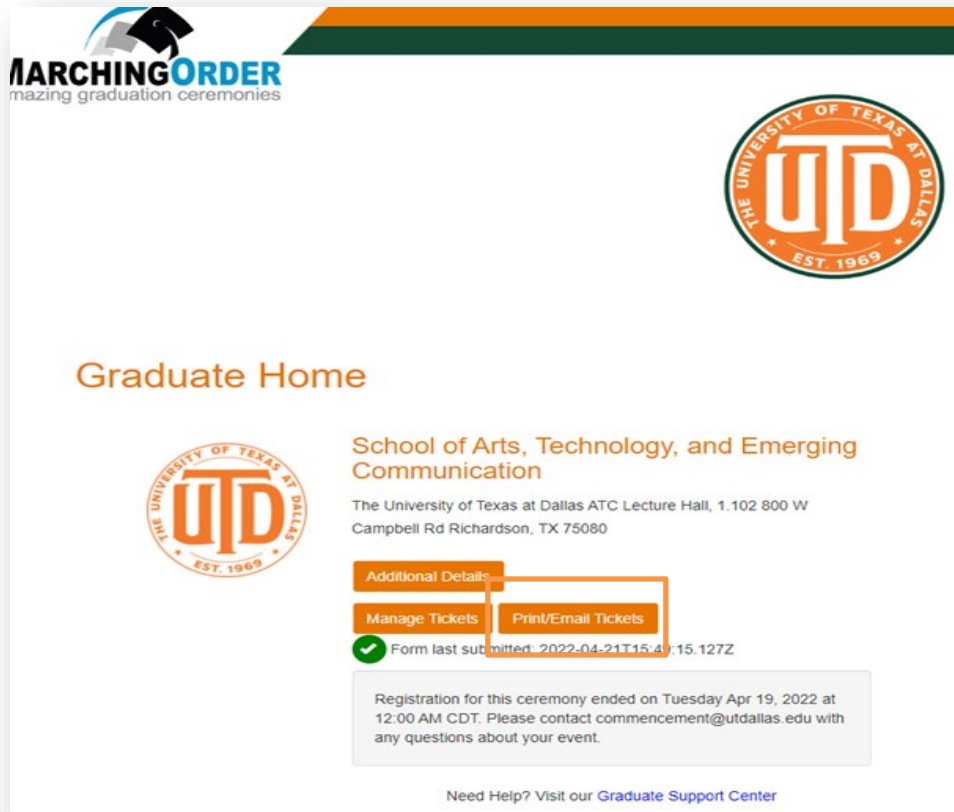 MARCHINGORDER
mazing graduation ceremonies
THE UNIVERSITY OF TEXAS AT DALLAS
UTD
EST. 1969
Graduate Home
THE UNIVERSITY OF TEXAS AT DALLAS
UTD
EST. 1969
School of Arts, Technology, and Emerging
Communication
The University of Texas at Dallas ATC Lecture Hall, 1.102 800 W
Campbell Rd Richardson, TX 75080
Additional Details
Manage Tickets Print/Email Tickets
Form last submitted: 2022-04-21T15:49:15.127Z
Registration for this ceremony ended on Tuesday Apr 19, 2022 at
12:00 AM CDT. Please contact commencement@utdallas.edu with
any questions about your event.
Need Help? Visit our Graduate Support Center